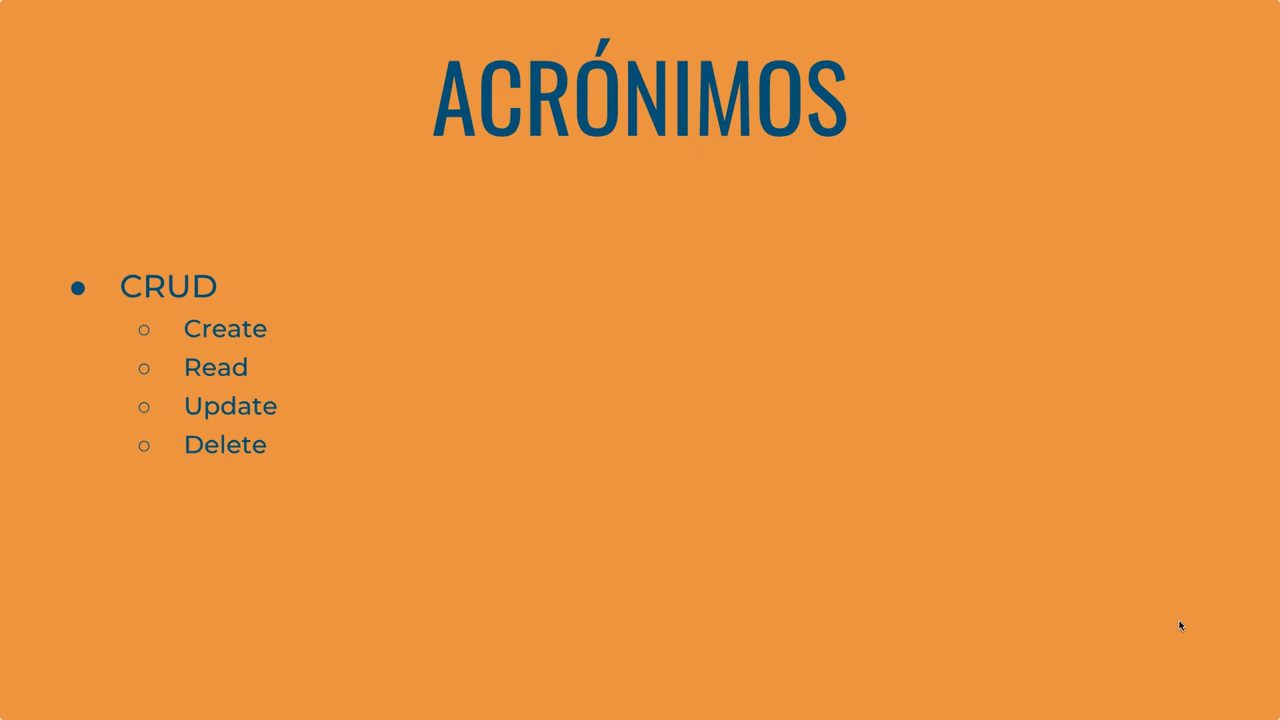 ACRÓNIMOS
● CRUD
○ Create
○ Read
○ Update
○ Delete